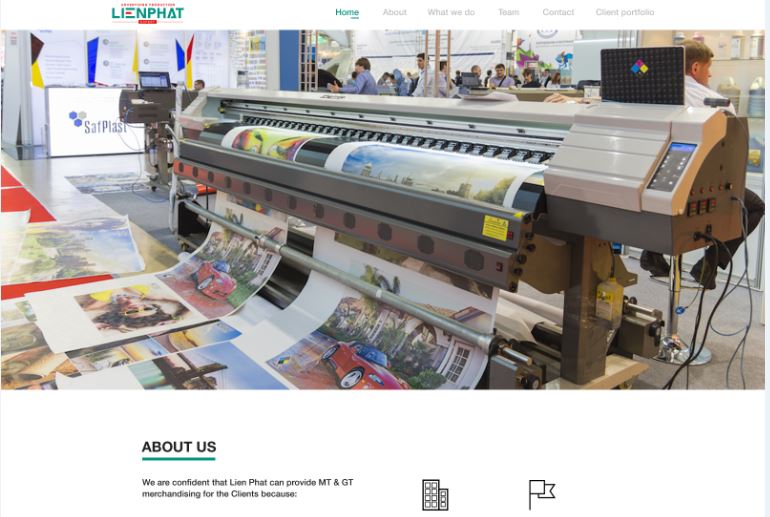 ADVERTISING PRODUCTION
LIENPHAT
Home
About
What we do
Team
Contact
Client portfolio
SafPlast
ABOUT US
We are confident that Lien Phat can provide MT & GT
merchandising for the Clients because: